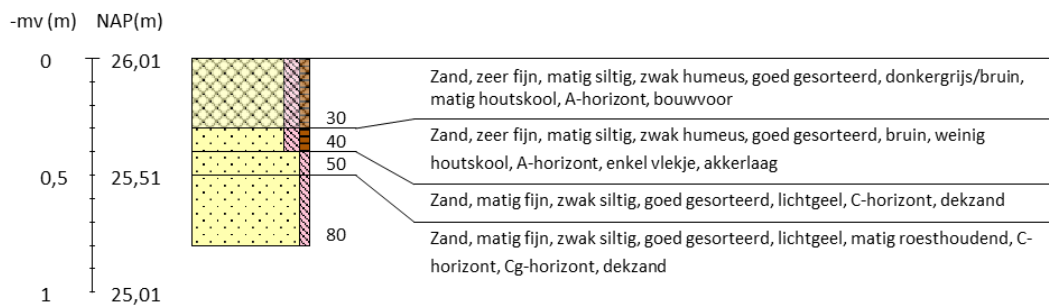 -mv (m) NAP(m)
0 26,01
Zand, zeer fijn, matig siltig, zwak humeus, goed gesorteerd, donkergrijs/bruin,
matig houtskool, A-horizont, bouwvoor
30
Zand, zeer fijn, matig siltig, zwak humeus, goed gesorteerd, bruin, weinig
houtskool, A-horizont, enkel vlekje, akkerlaag
40
50
0,5 25,51
Zand, matig fijn, zwak siltig, goed gesorteerd, lichtgeel, C-horizont, dekzand
80
Zand, matig fijn, zwak siltig, goed gesorteerd, lichtgeel, matig roesthoudend, C-
horizont, Cg-horizont, dekzand
1 25,01